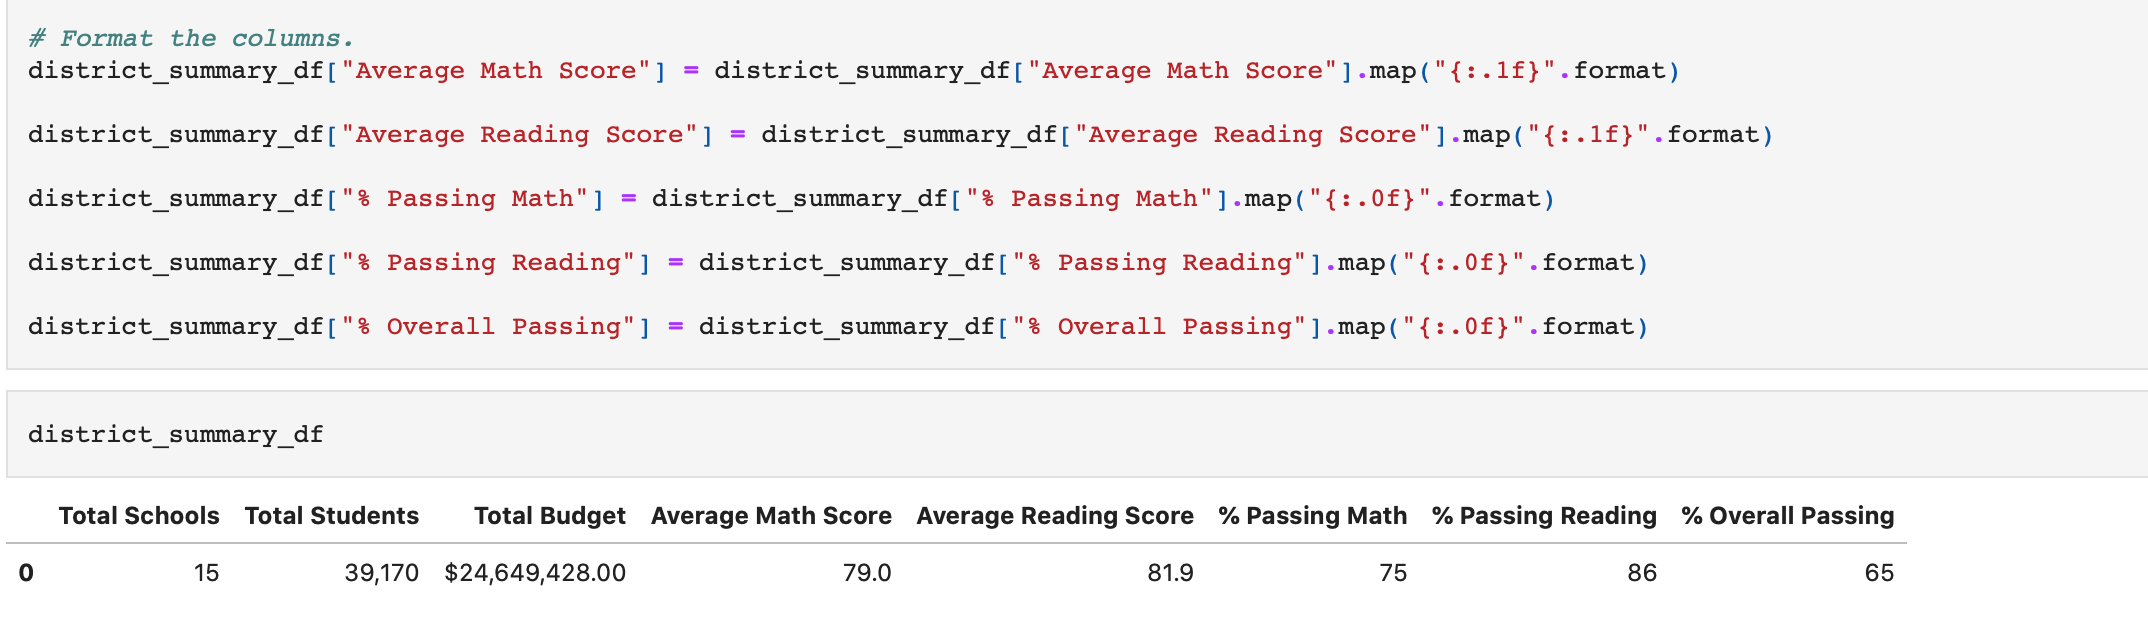 # Format the columns.
district_summary_df["Average Math Score"] = district_summary_df["Average Math Score"].map("{:.1f}".format)
district_summary_df["Average Reading Score"] = district_summary_df["Average Reading Score"].map("{:.1f}".format)
district_summary_df["% Passing Math"] = district_summary_df["% Passing Math"].map("{:.0f}".format)
district_summary_df["% Passing Reading"] = district_summary_df["% Passing Reading"].map("{:.0f}".format)
district_summary_df["% Overall Passing"] = district_summary_df["% Overall Passing"].map("{:.0f}".format)
district_summary_df
Total Schools Total Students Total Budget Average Math Score Average Reading Score % Passing Math % Passing Reading % Overall Passing
0 15 39,170 $24,649,428.00 79.0 81.9 75 86 65